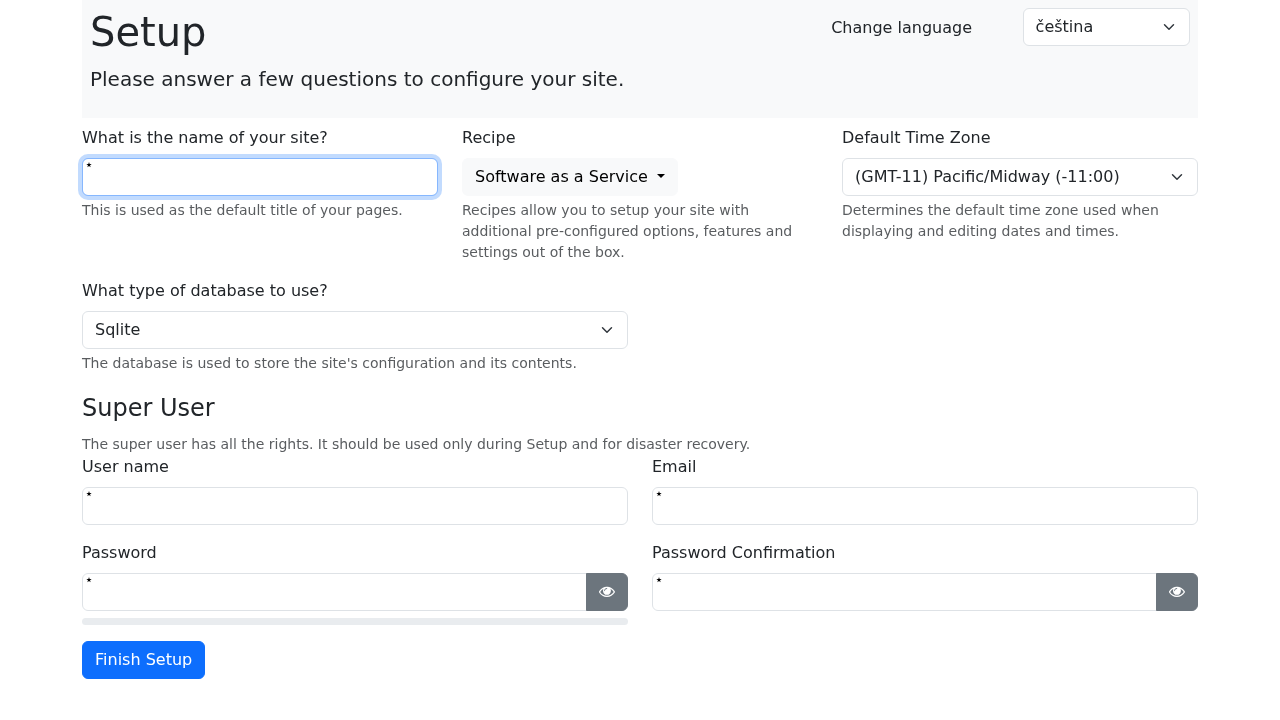 Setup
Change language
čeština
Please answer a few questions to configure your site.
What is the name of your site?
*
This is used as the default title of your pages.
Recipe
Software as a Service
Recipes allow you to setup your site with
additional pre-configured options, features and
settings out of the box.
Default Time Zone
(GMT-11) Pacific/Midway (-11:00)
Determines the default time zone used when
displaying and editing dates and times.
What type of database to use?
Sqlite
The database is used to store the site's configuration and its contents.
Super User
The super user has all the rights. It should be used only during Setup and for disaster recovery.
User name
*
Email
*
Password
*
Password Confirmation
*
Finish Setup